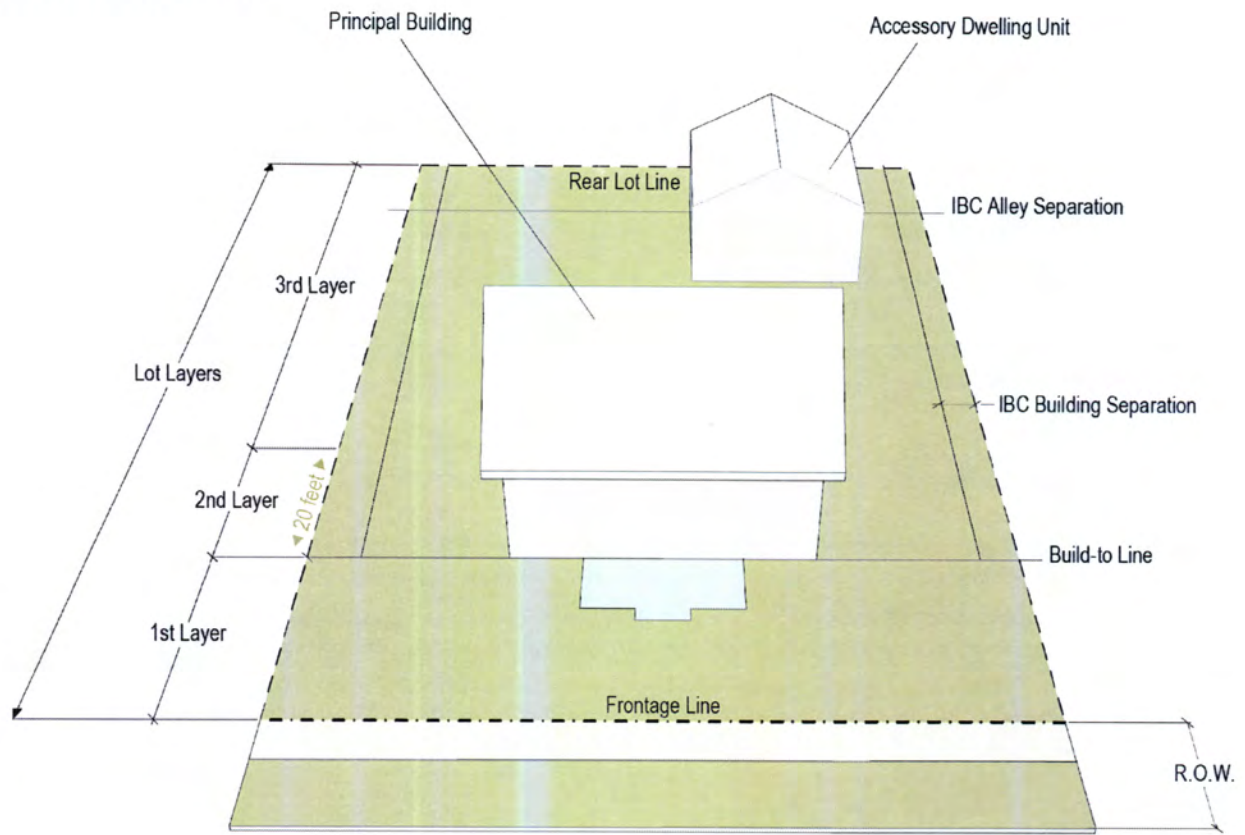 Principal Building
Accessory Dwelling Unit
Rear Lot Line
IBC Alley Separation
3rd Layer
Lot Layers
IBC Building Separation
2nd Layer
◄ 20 feet ►
Build-to Line
1st Layer
Frontage Line
R.O.W.